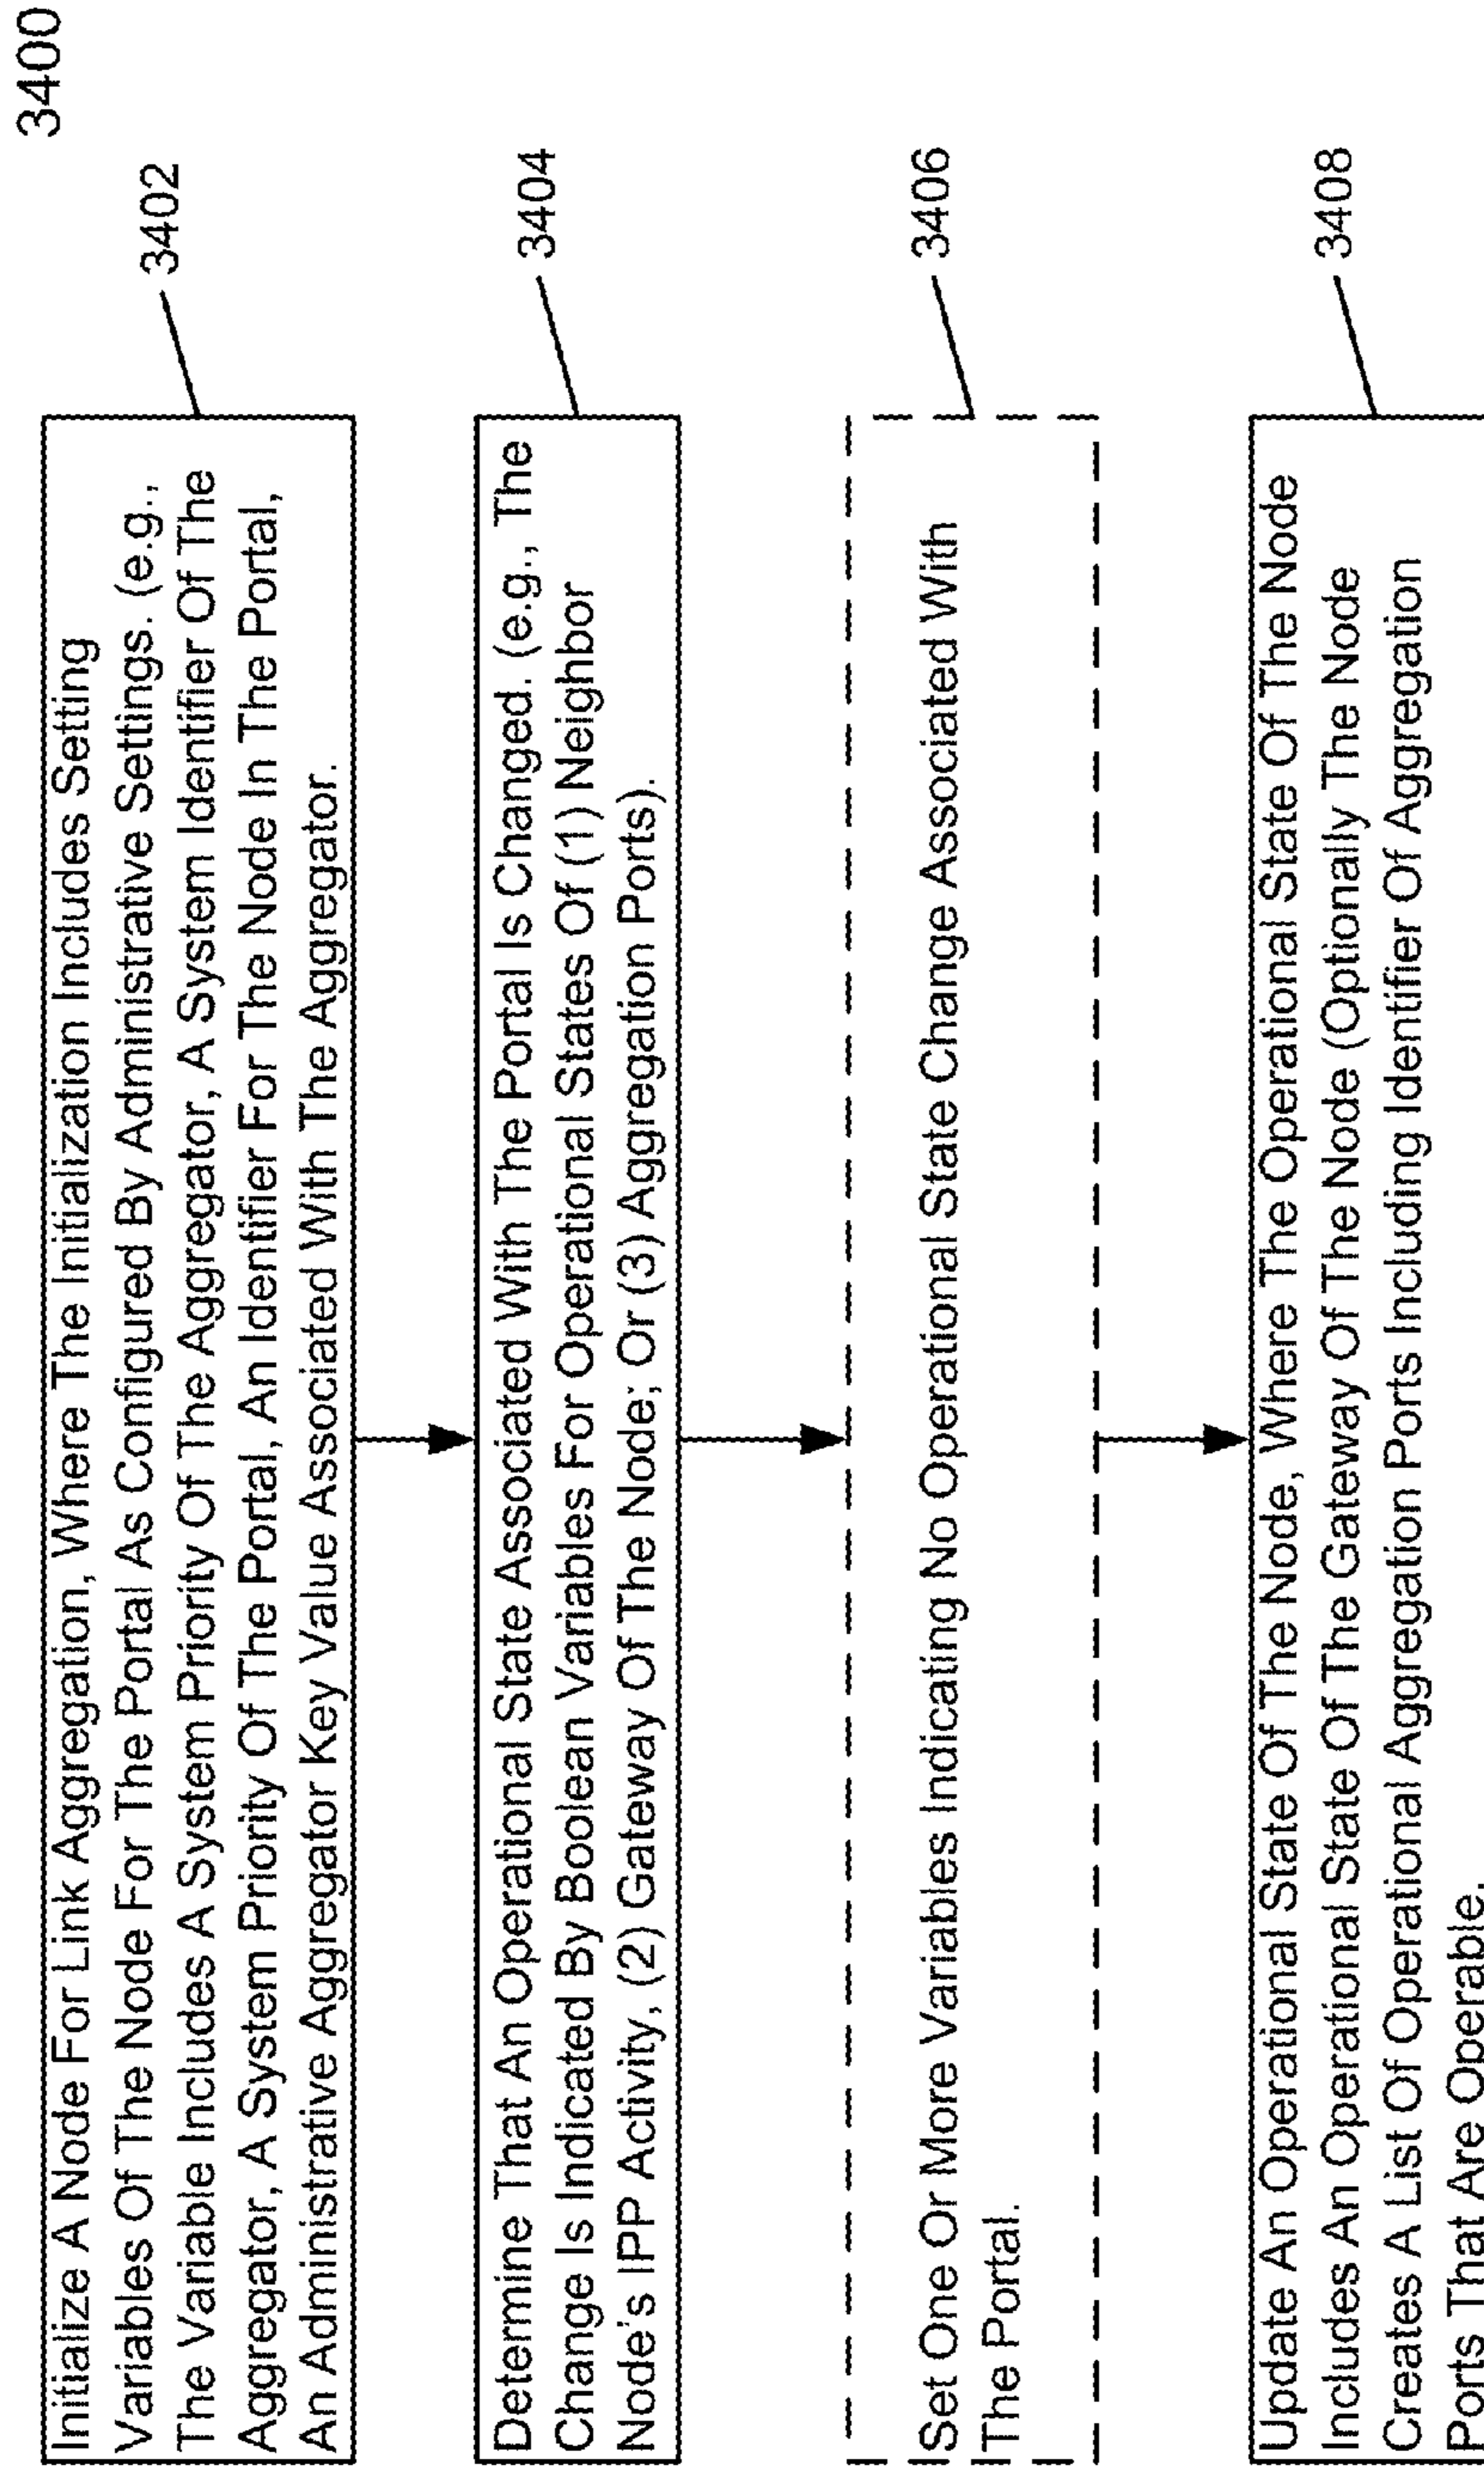 3400
Initialize A Node For Link Aggregation, Where The Initialization Includes Setting
Variables Of The Node For The Portal As Configured By Administrative Settings. (e.g.,
The Variable Includes A System Priority Of The Aggregator, A System Identifier Of The
Aggregator, A System Priority Of The Portal, An Identifier For The Node In The Portal,
An Administrative Aggregator Key Value Associated With The Aggregator.
3402
Determine That An Operational State Associated With The Portal Is Changed. (e.g., The
Change Is Indicated By Boolean Variables For Operational States Of (1) Neighbor
Node's IPP Activity, (2) Gateway Of The Node; Or (3) Aggregation Ports).
3404
Set One Or More Variables Indicating No Operational State Change Associated With
The Portal.
3406
Update An Operational State Of The Node, Where The Operational State Of The Node
Includes An Operational State Of The Gateway Of The Node (Optionally The Node
Creates A List Of Operational Aggregation Ports Including Identifier Of Aggregation
Ports That Are Operable.
3408